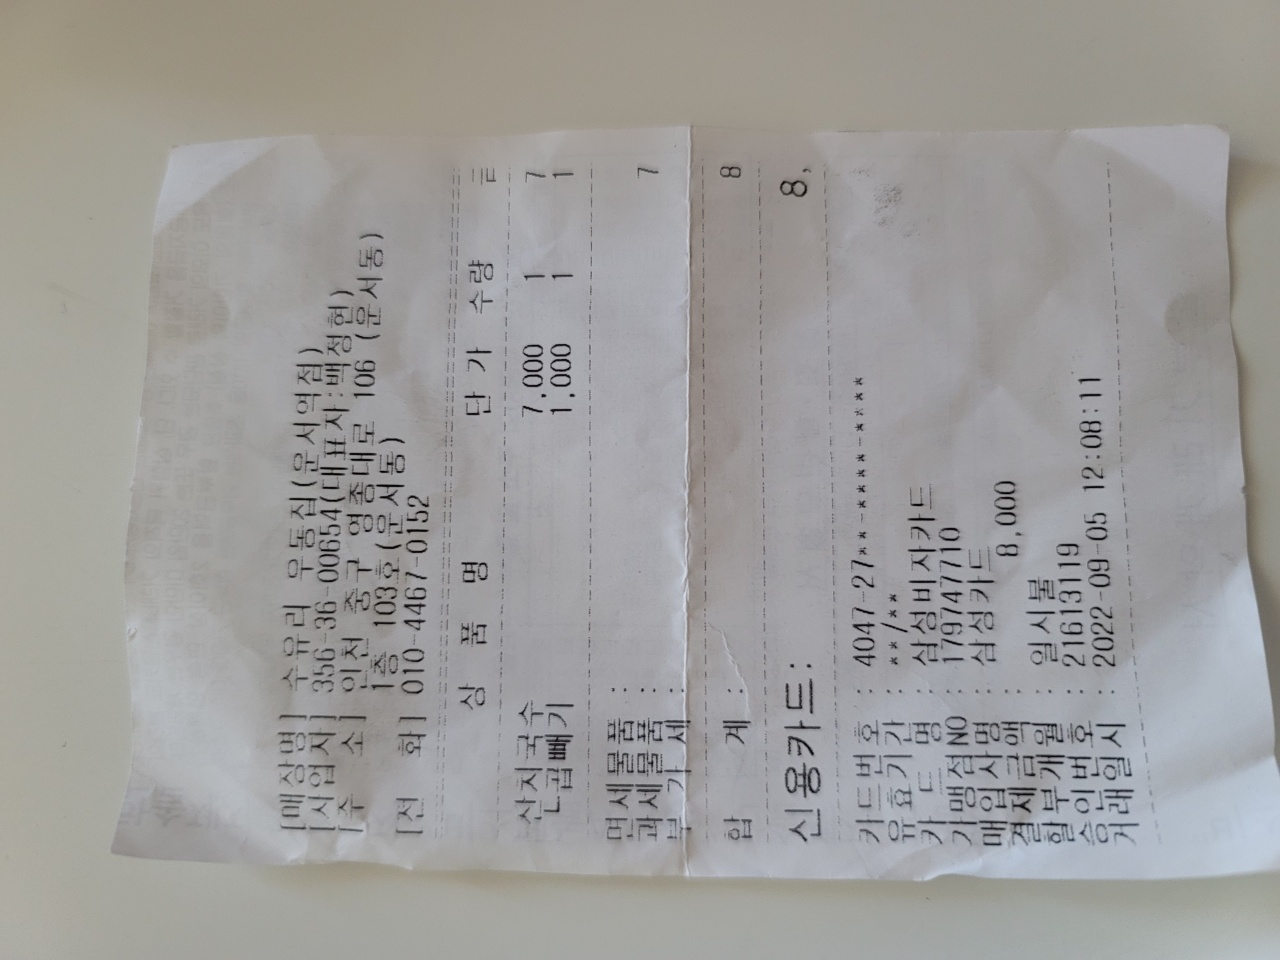 [매장명] 수유리 우동집(운서역점)
[사업자] 356-36-00654(대표자:백정현)
[주 소] 인천 중구 영종대로 106 (운서동)
1층 103호(운서동)
[전 화] 010-4467-0152
상 품 명 단 가 수량 금
산치국수 7,000 1 7
곱빼기 1,000 1 1
면세물품:
과세물품: 7
부 가 세:
합 계: 8
신용카드: 8,
카드번호: 4047-27**-****-****
유효기간: **/**
카 드 명: 삼성비자카드
가맹점NO: 179747710
매입사명: 삼성카드
결제금액: 8,000
할부개월: 일시불
승인번호: 21613119
거래일시: 2022-09-05 12:08:11